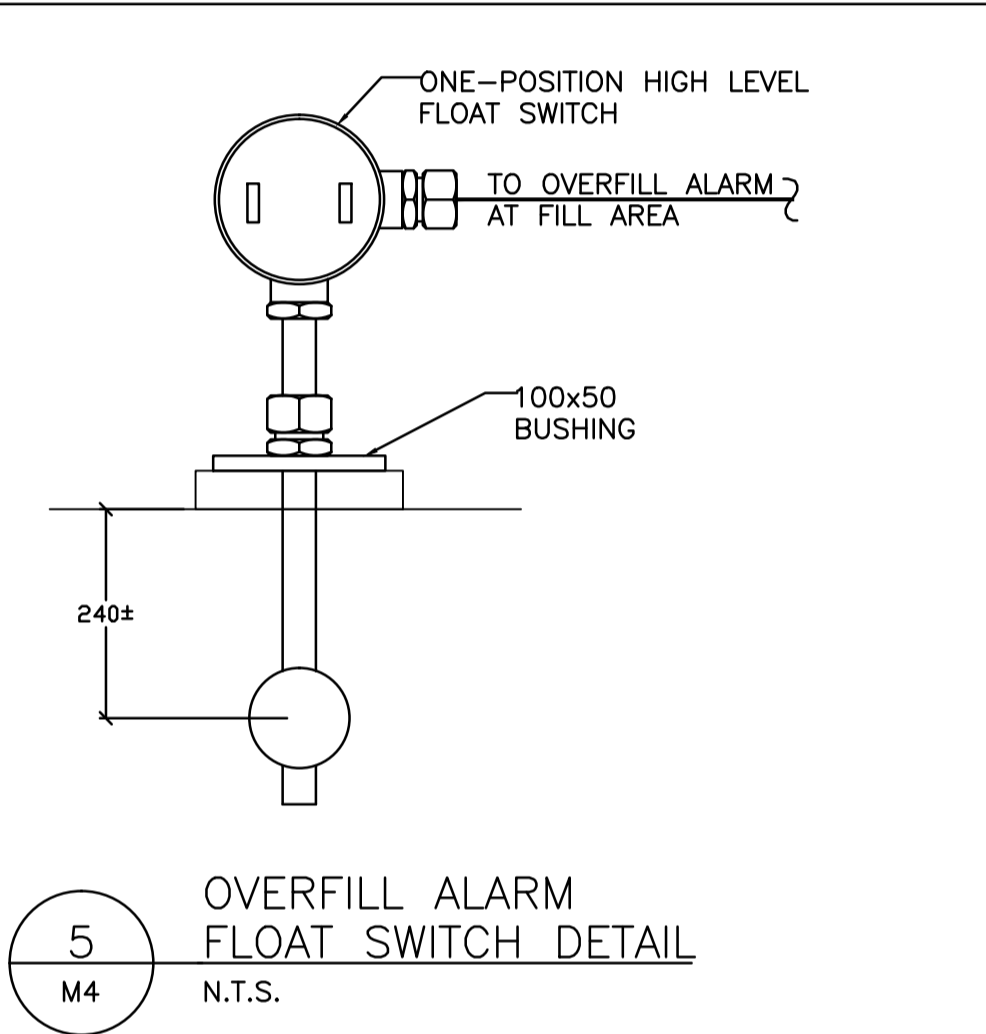 ONE-POSITION HIGH LEVEL
FLOAT SWITCH
TO OVERFILL ALARM
AT FILL AREA
100x50
BUSHING
240±
OVERFILL ALARM
5 FLOAT SWITCH DETAIL
M4 N.T.S.